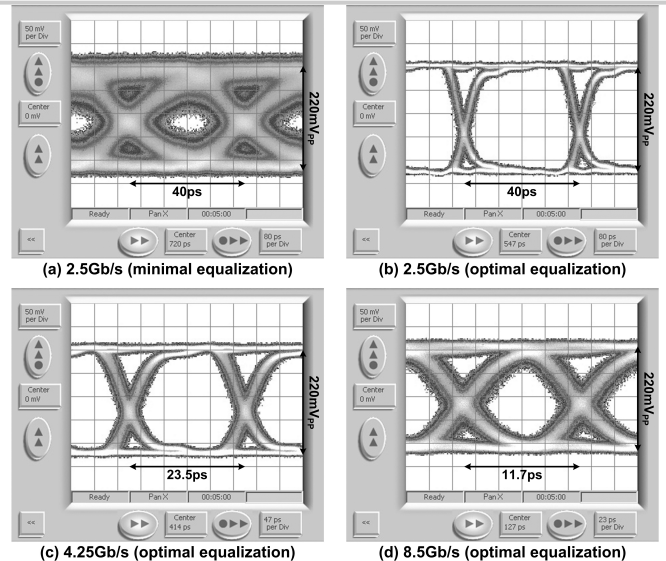 50 mV
per Div
Center
0 mV
220mVPP
40ps
Ready
Pan X
00:05:00
<<
Center
720 ps
80 ps
per Div
(a) 2.5Gb/s (minimal equalization)
50 mV
per Div
Center
0 mV
220mVPP
40ps
Ready
Pan X
00:05:00
<<
Center
547 ps
80 ps
per Div
(b) 2.5Gb/s (optimal equalization)
50 mV
per Div
Center
0 mV
220mVPP
23.5ps
Ready
Pan X
00:05:00
<<
Center
414 ps
47 ps
per Div
(c) 4.25Gb/s (optimal equalization)
50 mV
per Div
Center
0 mV
220mVPP
11.7ps
Ready
Pan X
00:05:00
<<
Center
127 ps
23 ps
per Div
(d) 8.5Gb/s (optimal equalization)